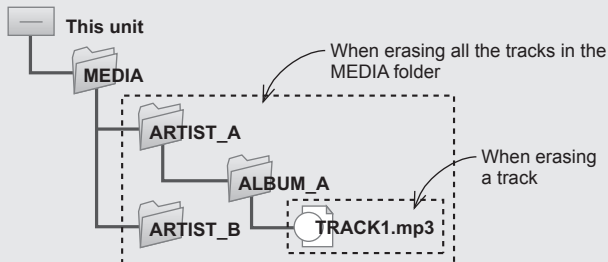 This unit
When erasing all the tracks in the
MEDIA folder
MEDIA
ARTIST_A
When erasing
a track
ALBUM_A
TRACK1.mp3
ARTIST_B